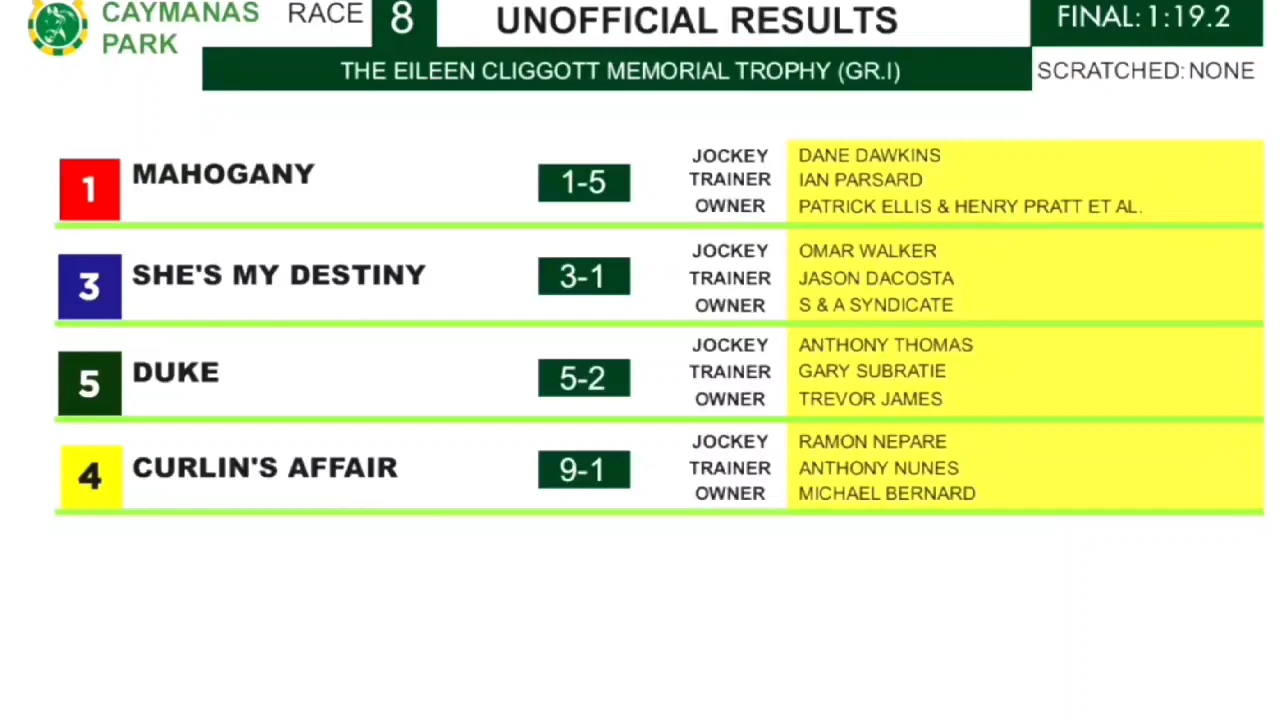 CAYMANAS PARK
RACE 8
UNOFFICIAL RESULTS
FINAL: 1:19.2
THE EILEEN CLIGGOTT MEMORIAL TROPHY (GR.I)
SCRATCHED: NONE
1 MAHOGANY 1-5
JOCKEY DANE DAWKINS
TRAINER IAN PARSARD
OWNER PATRICK ELLIS & HENRY PRATT ET AL.
3 SHE'S MY DESTINY 3-1
JOCKEY OMAR WALKER
TRAINER JASON DACOSTA
OWNER S & A SYNDICATE
5 DUKE 5-2
JOCKEY ANTHONY THOMAS
TRAINER GARY SUBRATIE
OWNER TREVOR JAMES
4 CURLIN'S AFFAIR 9-1
JOCKEY RAMON NEPARE
TRAINER ANTHONY NUNES
OWNER MICHAEL BERNARD